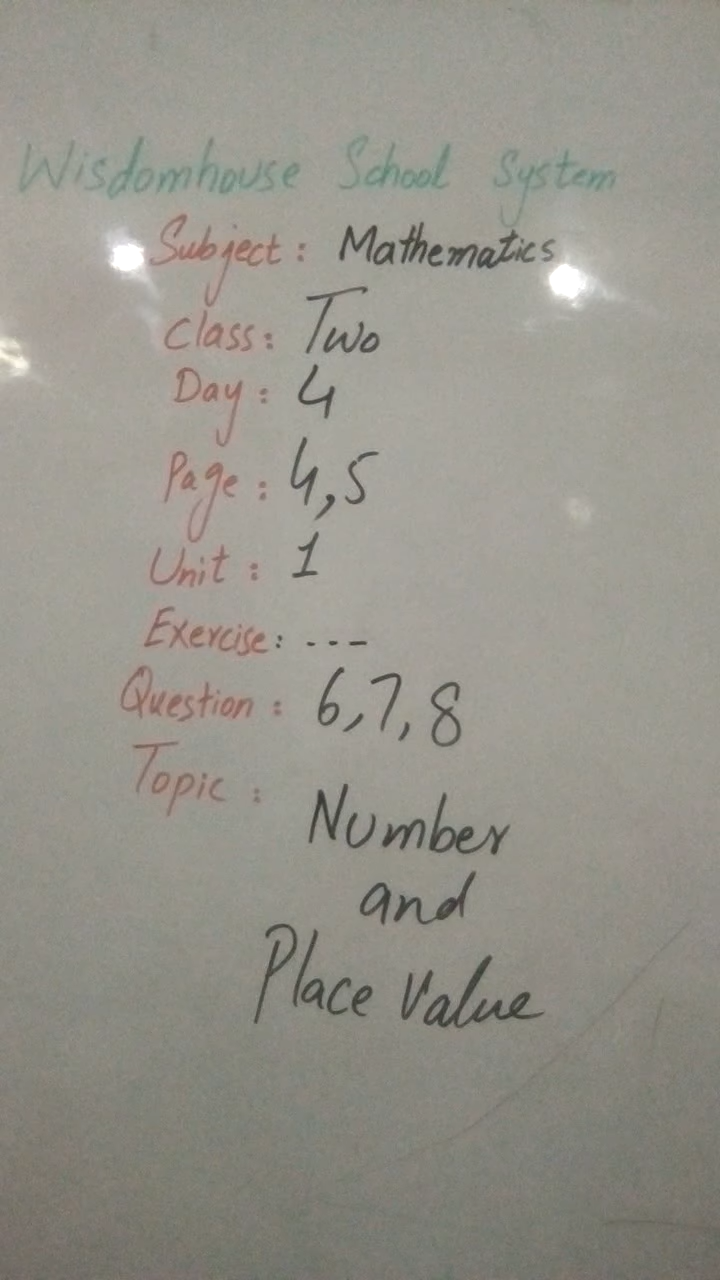 Wisdomhouse School System
Subject: Mathematics
Class: Two
Day: 4
Page: 4,5
Unit: 1
Exercise: ---
Question: 6,7,8
Topic:
Number
and
Place Value